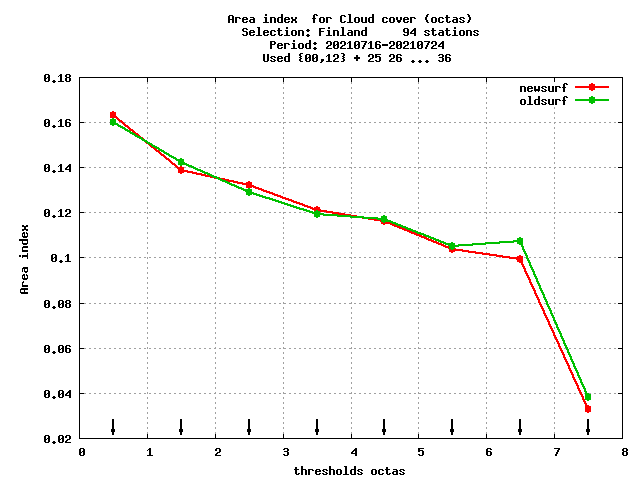 Area index  for Cloud cover (octas)
Selection: Finland     94 stations
Period: 20210716-20210724
Used {00,12} + 25 26 ... 36
newsurf
oldsurf
0.18
0.16
0.14
0.12
0.1
0.08
0.06
0.04
0.02
Area index
0 1 2 3 4 5 6 7 8
thresholds octas